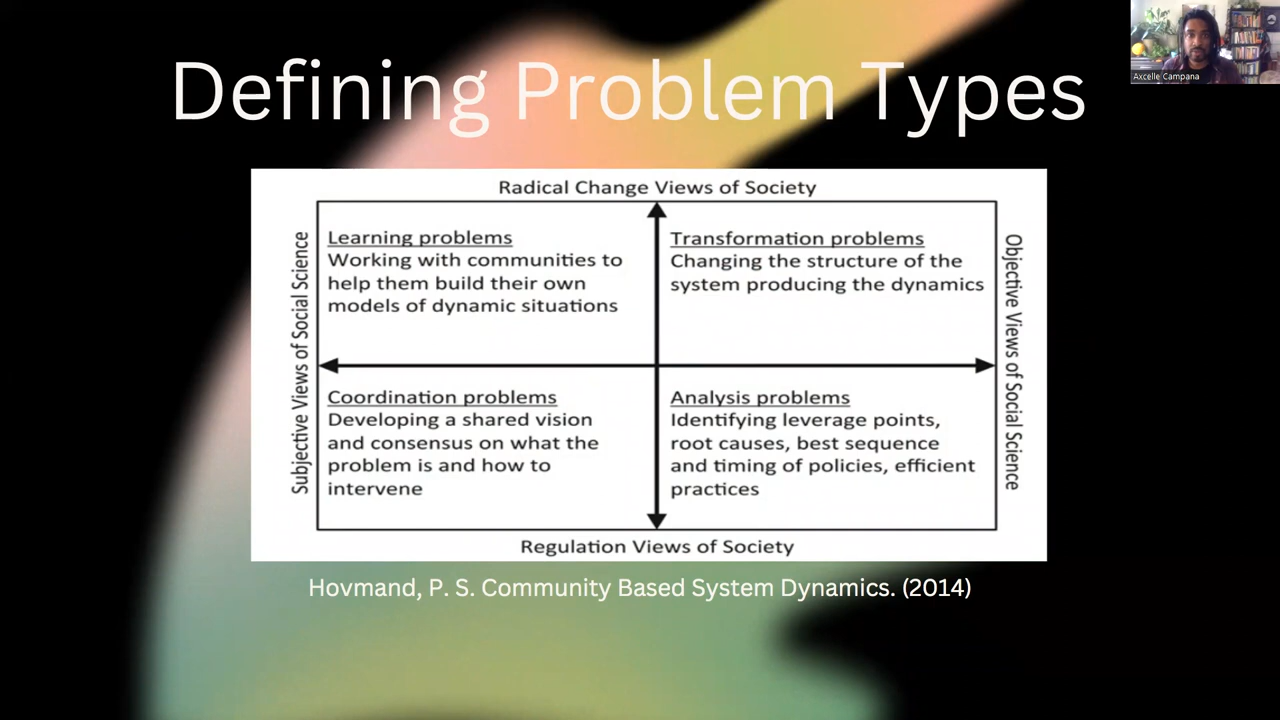 Defining Problem Types
Axcelle Campana
Radical Change Views of Society
Subjective Views of Social Science
Learning problems
Working with communities to
help them build their own
models of dynamic situations
Transformation problems
Changing the structure of the
system producing the dynamics
Objective Views of Social Science
Coordination problems
Developing a shared vision
and consensus on what the
problem is and how to
intervene
Analysis problems
Identifying leverage points,
root causes, best sequence
and timing of policies, efficient
practices
Regulation Views of Society
Hovmand, P. S. Community Based System Dynamics. (2014)